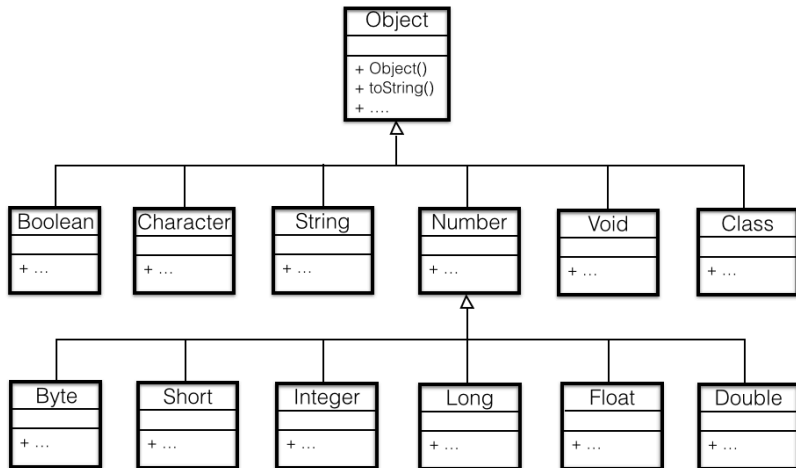 Object
+ Object()
+ toString()
+ ....
Boolean
+ ...
Character
+ ...
String
+ ...
Number
+ ...
Void
+ ...
Class
+ ...
Byte
+ ...
Short
+ ...
Integer
+ ...
Long
+ ...
Float
+ ...
Double
+ ...